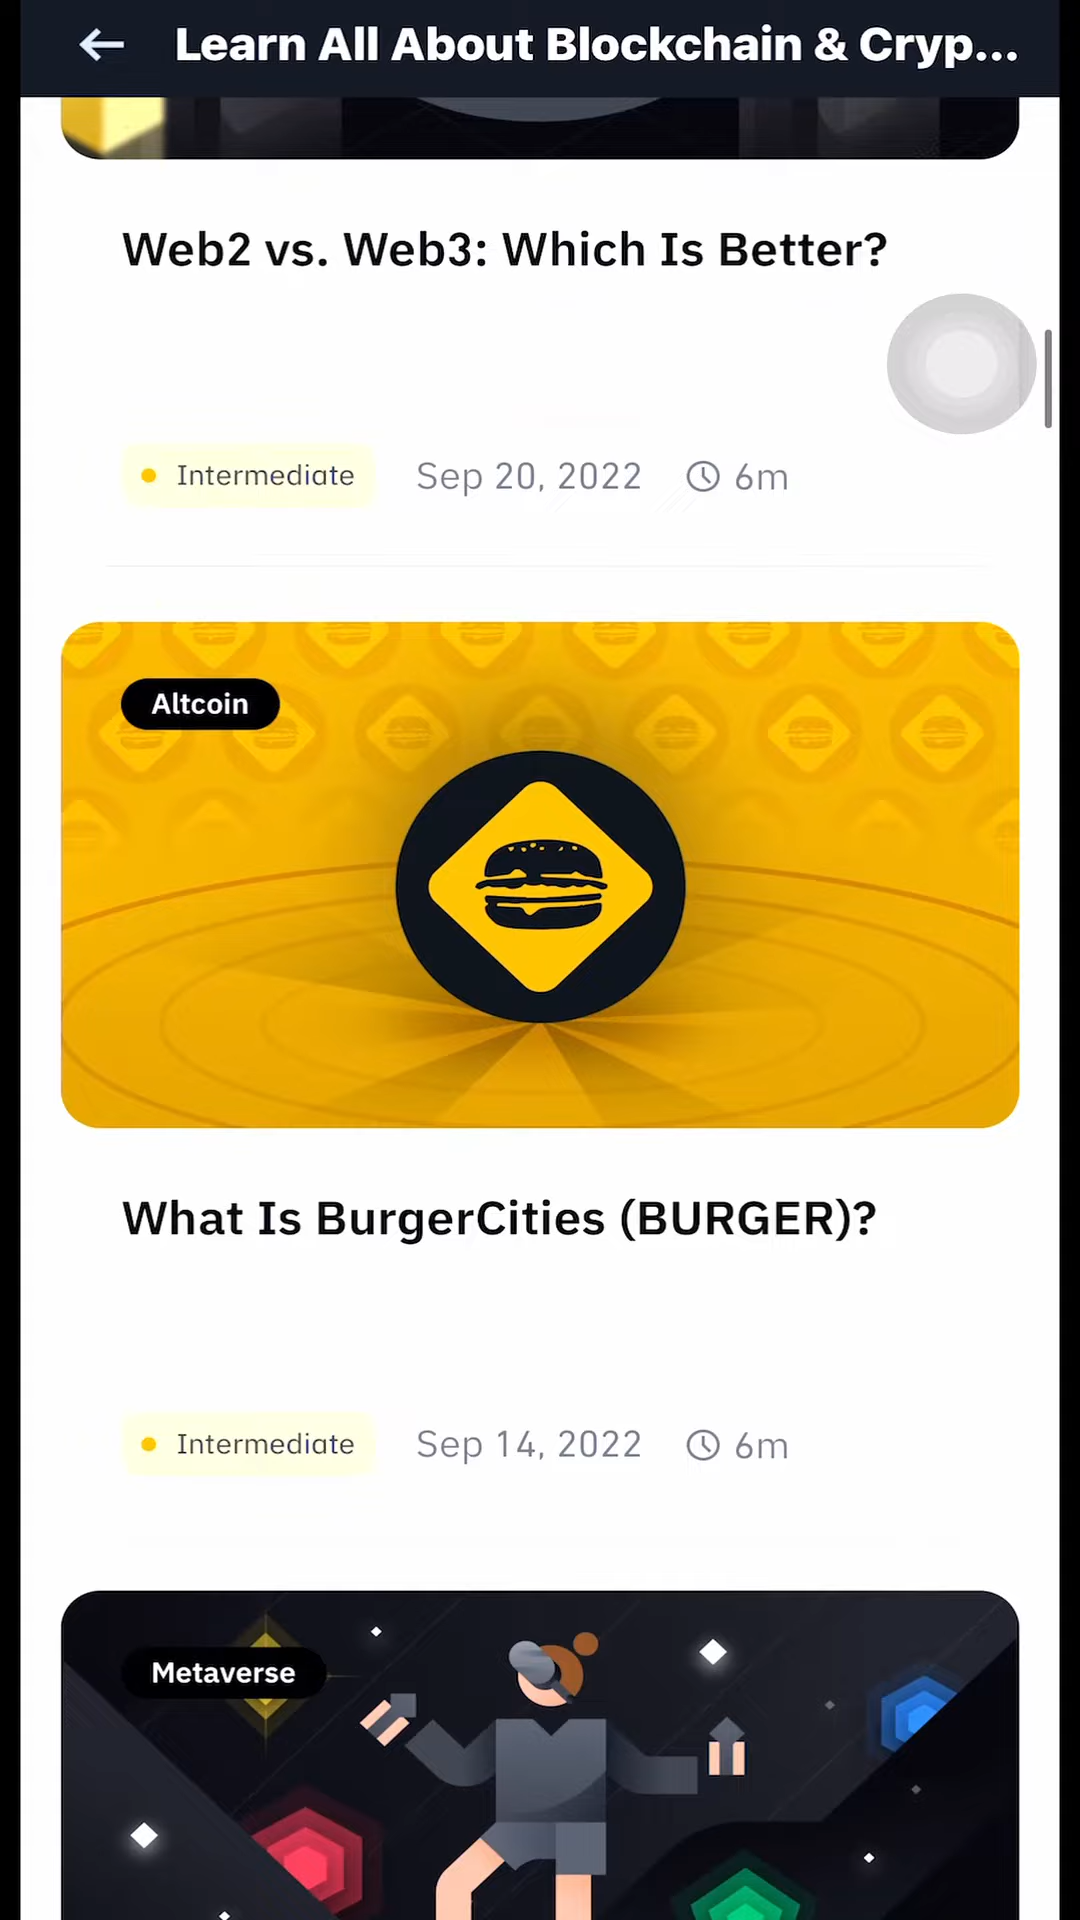 Learn All About Blockchain & Cryp...
Web2 vs. Web3: Which Is Better?
Intermediate Sep 20, 2022 6m
Altcoin
What Is BurgerCities (BURGER)?
Intermediate Sep 14, 2022 6m
Metaverse